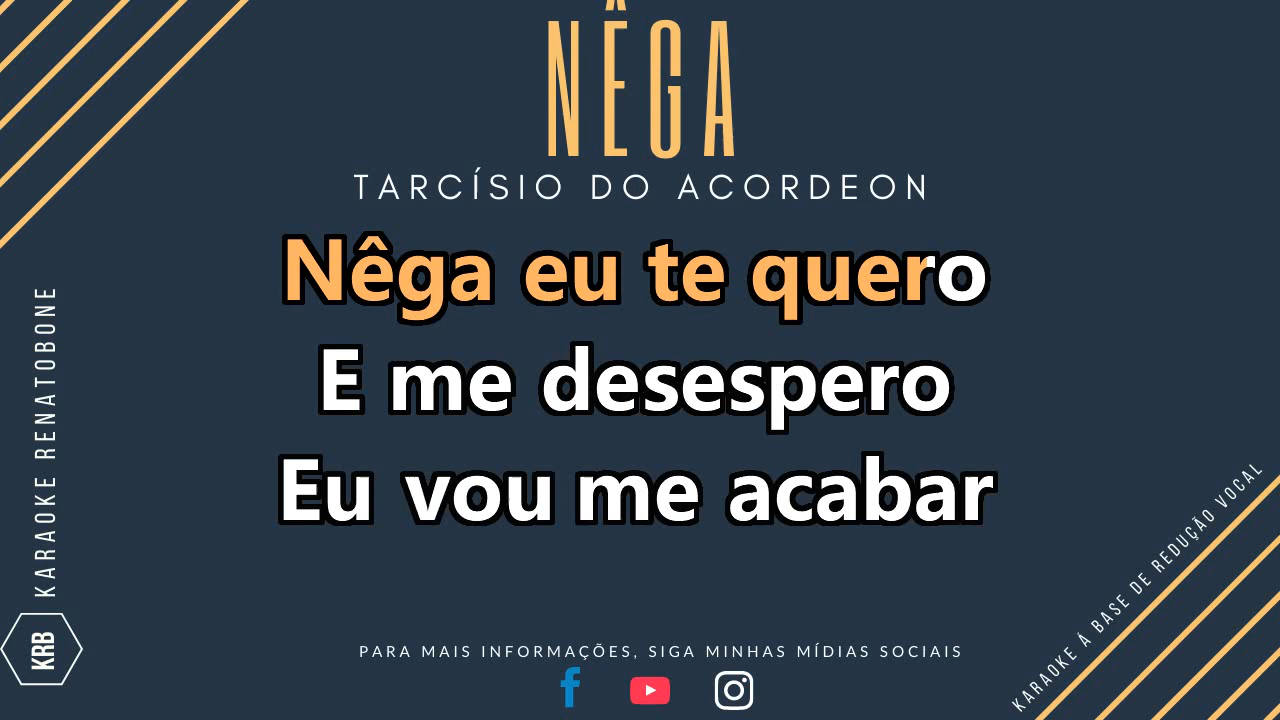 NÊGA
TARCÍSIO DO ACORDEON
Nêga eu te quero
E me desespero
Eu vou me acabar
KARAOKE RENATOBONE
KRB
KARAOKE Á BASE DE REDUÇÃO VOCAL
PARA MAIS INFORMAÇÕES, SIGA MINHAS MÍDIAS SOCIAIS